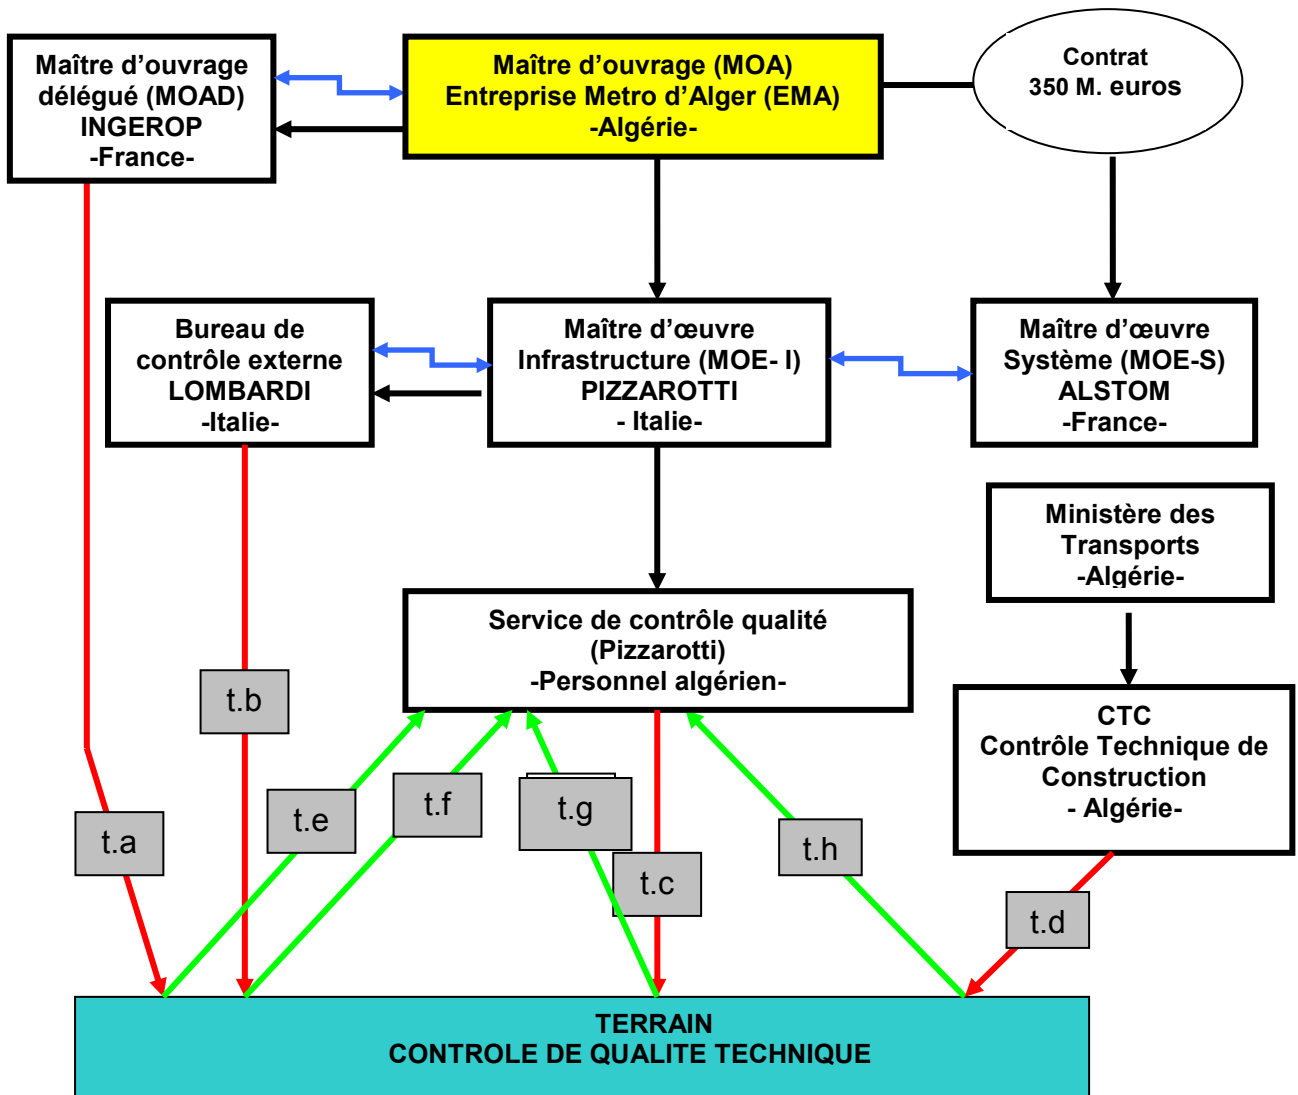 Maître d’ouvrage
délégué (MOAD)
INGEROP
-France-
Maître d’ouvrage (MOA)
Entreprise Metro d’Alger (EMA)
-Algérie-
Contrat
350 M. euros
Bureau de
contrôle externe
LOMBARDI
-Italie-
Maître d’œuvre
Infrastructure (MOE- I)
PIZZAROTTI
- Italie-
Maître d’œuvre
Système (MOE-S)
ALSTOM
-France-
Ministère des
Transports
-Algérie-
Service de contrôle qualité
(Pizzarotti)
-Personnel algérien-
CTC
Contrôle Technique de
Construction
- Algérie-
t.b
t.e
t.f
t.g
t.a
t.c
t.h
t.d
TERRAIN
CONTROLE DE QUALITE TECHNIQUE